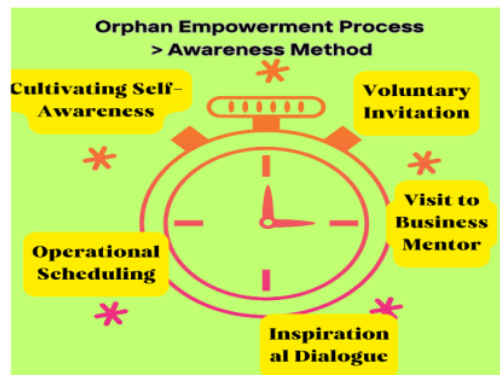 Orphan Empowerment Process
> Awareness Method
Cultivating Self-
Awareness
Voluntary
Invitation
Visit to
Business
Mentor
Operational
Scheduling
Inspiration
al Dialogue